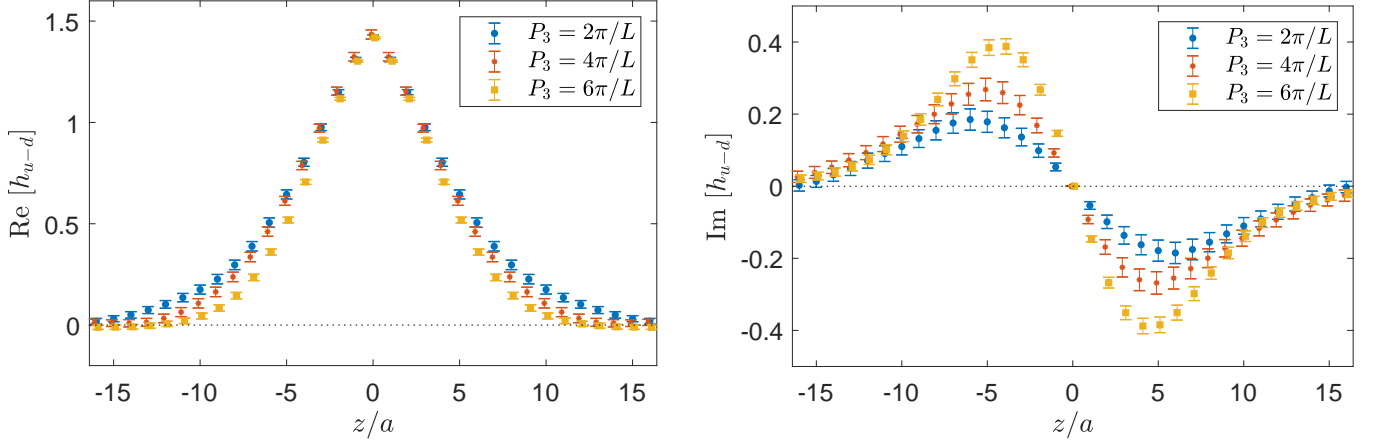 Re [h_{u−d}]
1.5
1
0.5
0
-15 -10 -5 0 5 10 15
z/a
P_3 = 2π/L
P_3 = 4π/L
P_3 = 6π/L
Im [h_{u−d}]
0.4
0.2
0
-0.2
-0.4
-15 -10 -5 0 5 10 15
z/a
P_3 = 2π/L
P_3 = 4π/L
P_3 = 6π/L